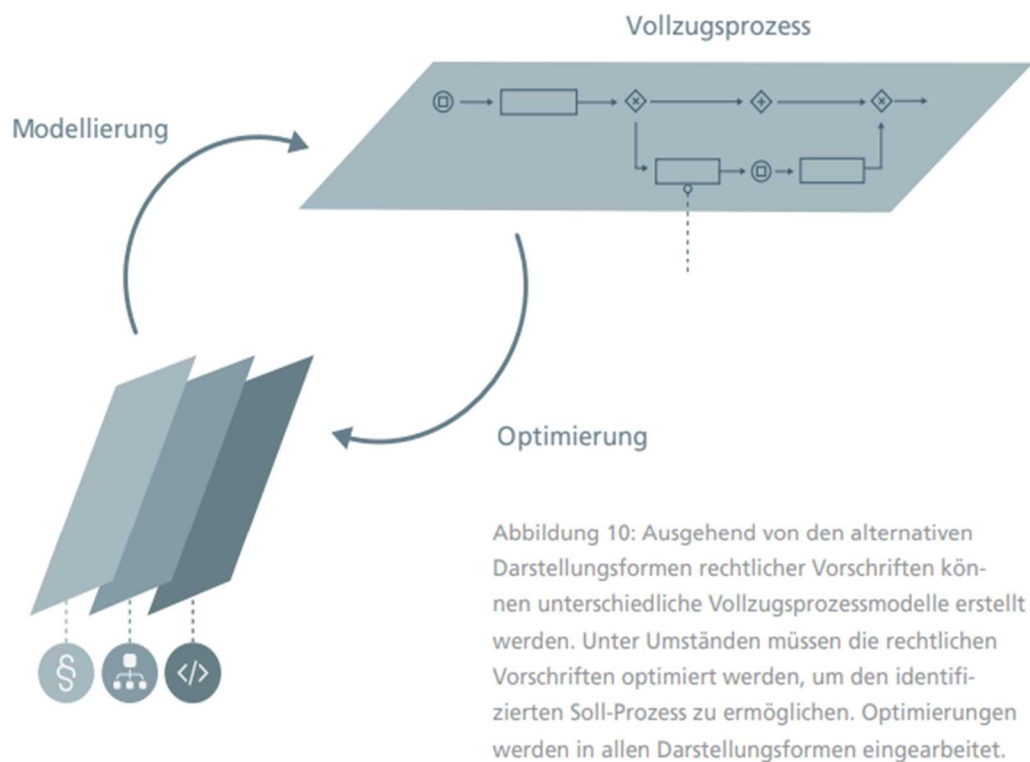 Vollzugsprozess
Modellierung
Optimierung
Abbildung 10: Ausgehend von den alternativen
Darstellungsformen rechtlicher Vorschriften kön-
nen unterschiedliche Vollzugsprozessmodelle erstellt
werden. Unter Umständen müssen die rechtlichen
Vorschriften optimiert werden, um den identifi-
zierten Soll-Prozess zu ermöglichen. Optimierungen
werden in allen Darstellungsformen eingearbeitet.
§
</>